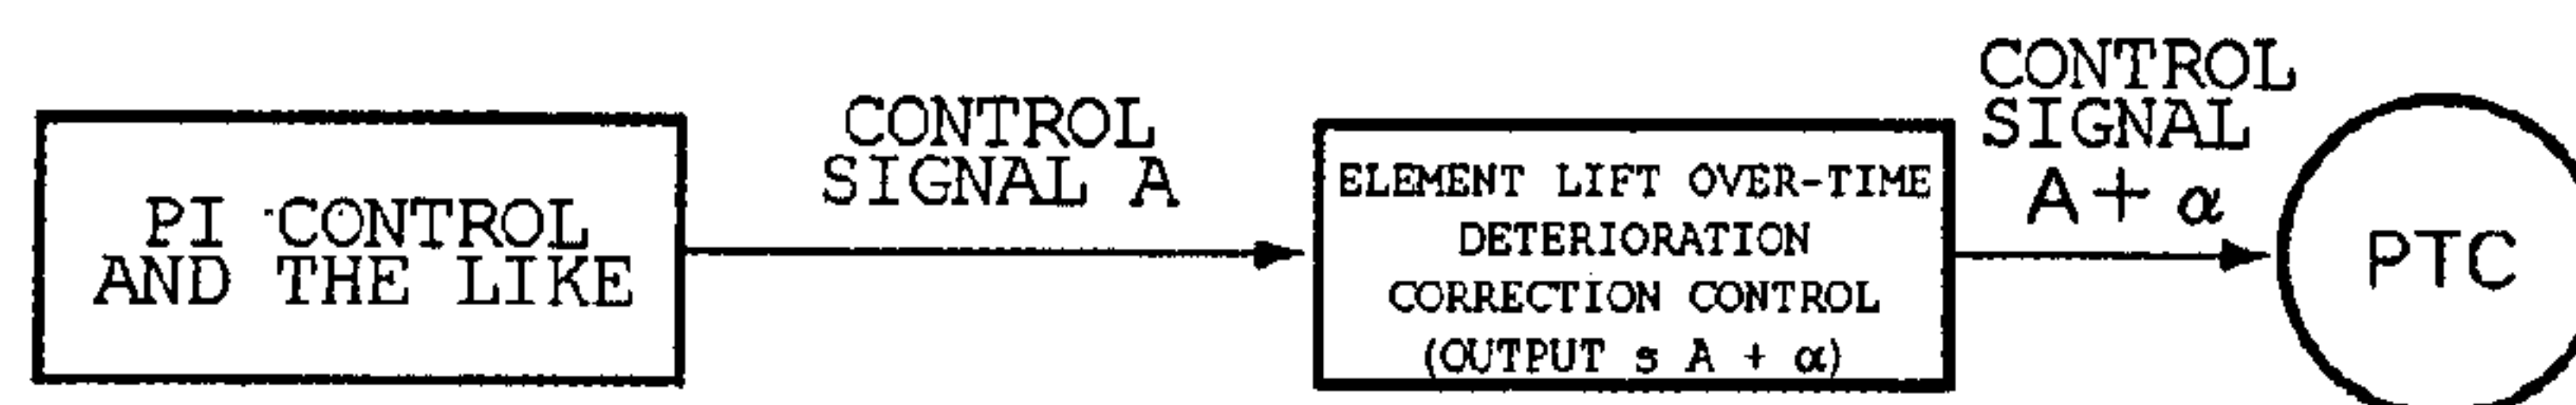 PI CONTROL
AND THE LIKE
CONTROL
SIGNAL A
ELEMENT LIFT OVER-TIME
DETERIORATION
CORRECTION CONTROL
(OUTPUT s A + α)
CONTROL
SIGNAL
A + α
PTC